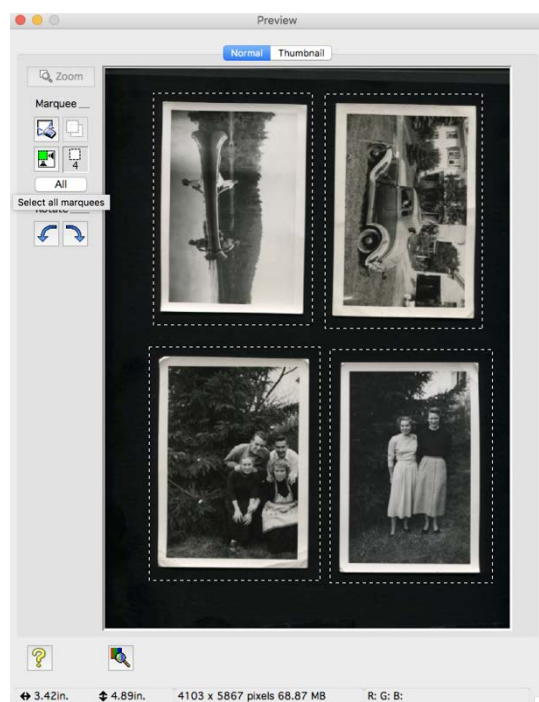 Preview
Normal Thumbnail
Zoom
Marquee
4
All
Select all marquees
3.42in. 4.89in. 4103 x 5867 pixels 68.87 MB R: G: B: